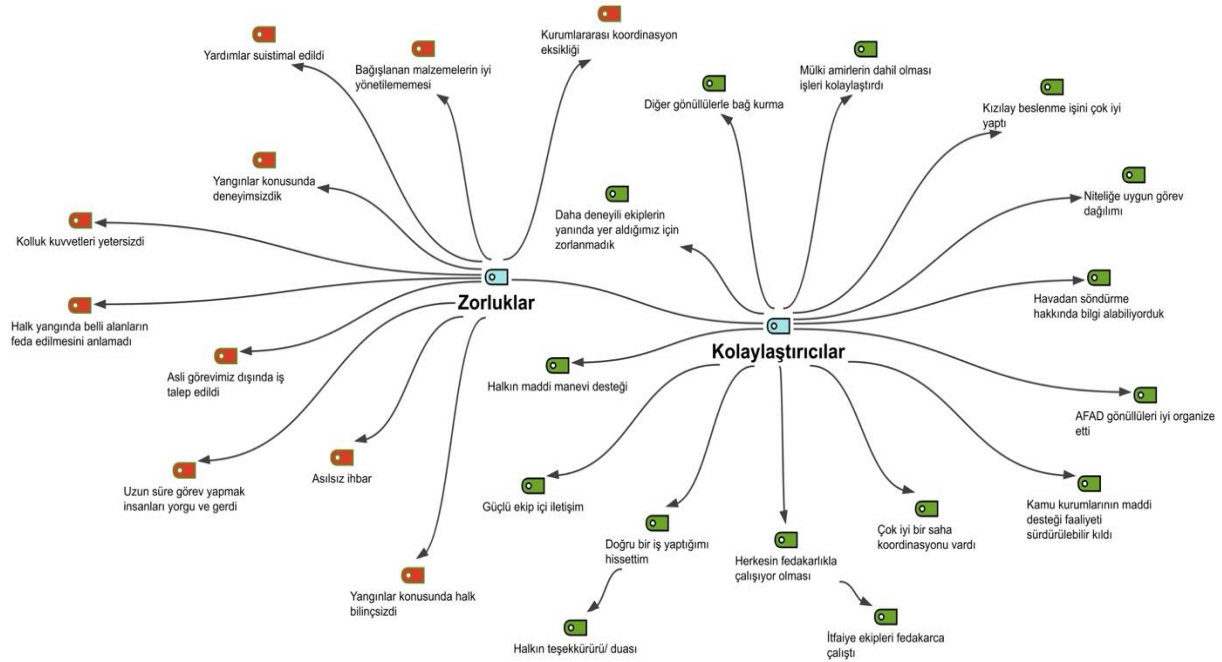 Yardımlar suistimal edildi
Bağışlanan malzemelerin iyi
yönetilememesi
Kurumlararası koordinasyon
eksikliği
Yangınlar konusunda
deneyimsizdik
Kolluk kuvvetleri yetersizdi
Halk yangında belli alanların
feda edilmesini anlamadı
Asli görevimiz dışında iş
talep edildi
Uzun süre görev yapmak
insanları yorgu ve gerdi
Asılsız ihbar
Yangınlar konusunda halk
bilinçsizdi
Zorluklar
Diğer gönüllülerle bağ kurma
Mülki amirlerin dahil olması
işleri kolaylaştırdı
Kızılay beslenme işini çok iyi
yaptı
Daha deneyili ekiplerin
yanında yer aldığımız için
zorlanmadık
Niteliğe uygun görev
dağılımı
Havadan söndürme
hakkında bilgi alabiliyorduk
Kolaylaştırıcılar
Halkın maddi manevi desteği
AFAD gönüllüleri iyi organize
etti
Güçlü ekip içi iletişim
Doğru bir iş yaptığımı
hissettim
Herkesin fedakarlıkla
çalışıyor olması
Çok iyi bir saha
koordinasyonu vardı
Kamu kurumlarının maddi
desteği faaliyeti
sürdürülebilir kıldı
Halkın teşekkürürü/ duası
İtfaiye ekipleri fedakarca
çalıştı